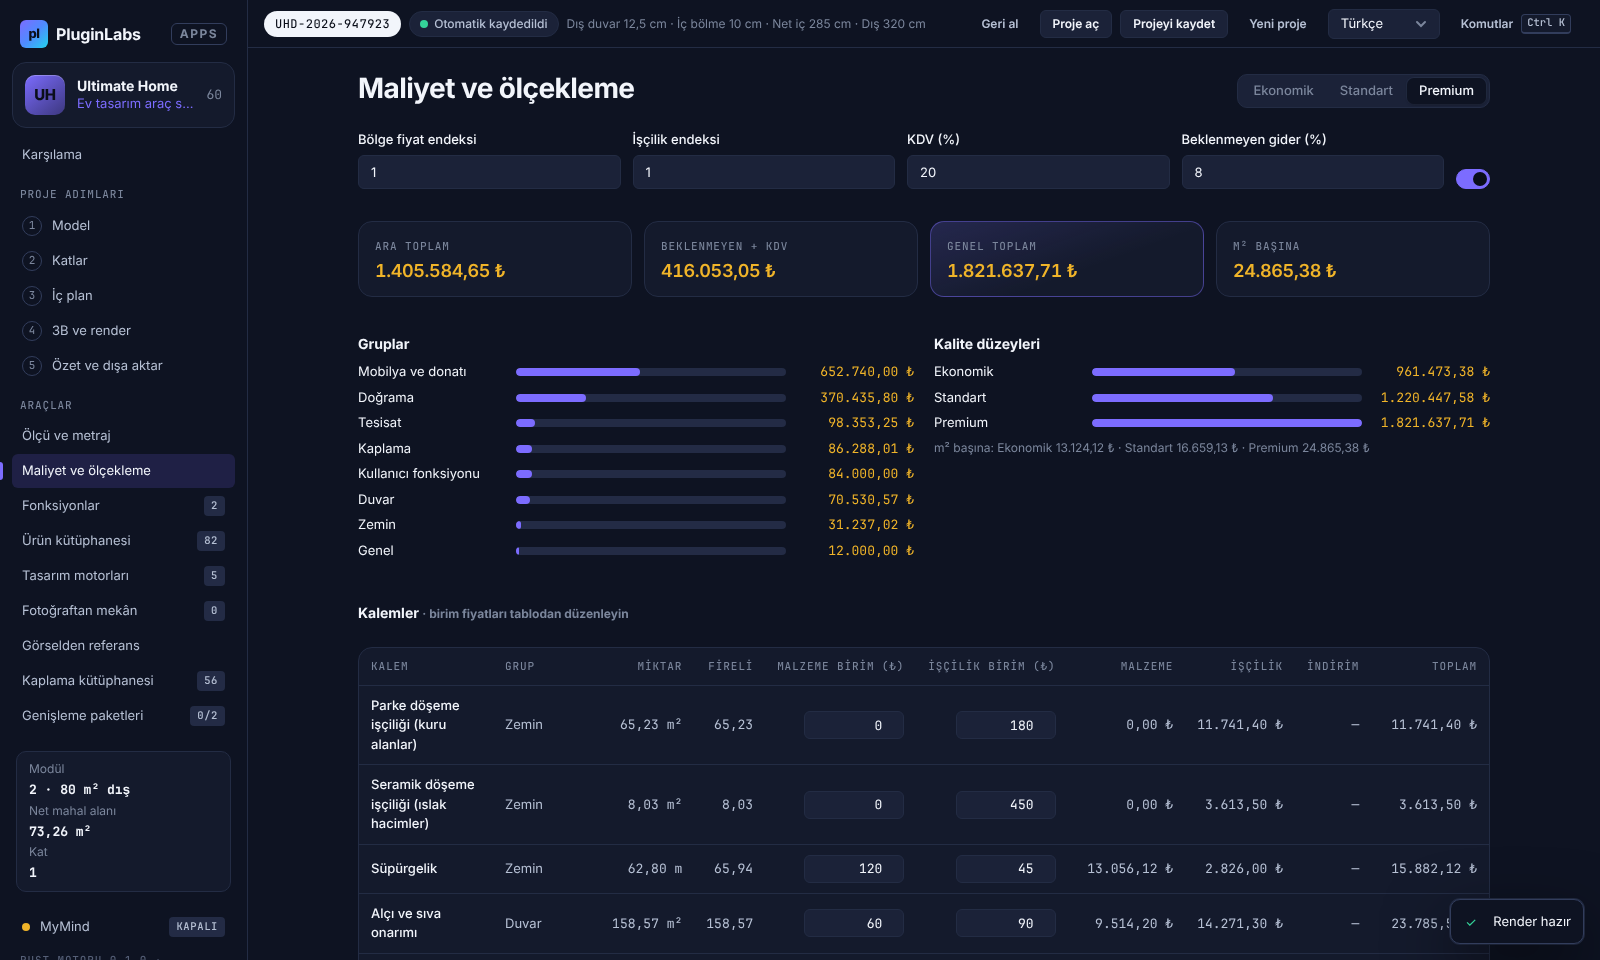 pl PluginLabs APPS
UH Ultimate Home
Ev tasarım araç s... 60
Karşılama
PROJE ADIMLARI
1 Model
2 Katlar
3 İç plan
4 3B ve render
5 Özet ve dışa aktar
ARAÇLAR
Ölçü ve metraj
Maliyet ve ölçekleme
Fonksiyonlar 2
Ürün kütüphanesi 82
Tasarım motorları 5
Fotoğraftan mekân 0
Görselden referans
Kaplama kütüphanesi 56
Genişleme paketleri 0/2
Modül
2 · 80 m² dış
Net mahal alanı
73,26 m²
Kat
1
MyMind KAPALI
UHD-2026-947923 Otomatik kaydedildi Dış duvar 12,5 cm · İç bölme 10 cm · Net iç 285 cm · Dış 320 cm Geri al Proje aç Projeyi kaydet Yeni proje Türkçe Komutlar Ctrl K
Maliyet ve ölçekleme Ekonomik Standart Premium
Bölge fiyat endeksi İşçilik endeksi KDV (%) Beklenmeyen gider (%)
1 1 20 8
ARA TOPLAM BEKLENMEYEN + KDV GENEL TOPLAM M² BAŞINA
1.405.584,65 ₺ 416.053,05 ₺ 1.821.637,71 ₺ 24.865,38 ₺
Gruplar
Mobilya ve donatı 652.740,00 ₺
Doğrama 370.435,80 ₺
Tesisat 98.353,25 ₺
Kaplama 86.288,01 ₺
Kullanıcı fonksiyonu 84.000,00 ₺
Duvar 70.530,57 ₺
Zemin 31.237,02 ₺
Genel 12.000,00 ₺
Kalite düzeyleri
Ekonomik 961.473,38 ₺
Standart 1.220.447,58 ₺
Premium 1.821.637,71 ₺
m² başına: Ekonomik 13.124,12 ₺ · Standart 16.659,13 ₺ · Premium 24.865,38 ₺
Kalemler · birim fiyatları tablodan düzenleyin
KALEM GRUP MİKTAR FİRELİ MALZEME BİRİM (₺) İŞÇİLİK BİRİM (₺) MALZEME İŞÇİLİK İNDİRİM TOPLAM
Parke döşeme
işçiliği (kuru Zemin 65,23 m² 65,23 0 180 0,00 ₺ 11.741,40 ₺ — 11.741,40 ₺
alanlar)
Seramik döşeme
işçiliği (ıslak Zemin 8,03 m² 8,03 0 450 0,00 ₺ 3.613,50 ₺ — 3.613,50 ₺
hacimler)
Süpürgelik Zemin 62,80 m 65,94 120 45 13.056,12 ₺ 2.826,00 ₺ — 15.882,12 ₺
Alçı ve sıva
onarımı Duvar 158,57 m² 158,57 60 90 9.514,20 ₺ 14.271,30 ₺ — 23.785,5
Render hazır